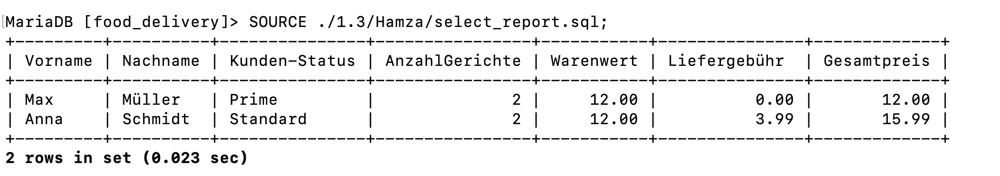 MariaDB [food_delivery]> SOURCE ./1.3/Hamza/select_report.sql;
+---------+----------+---------------+----------------+-----------+---------------+-------------+
| Vorname | Nachname | Kunden-Status | AnzahlGerichte | Warenwert | Liefergebühr  | Gesamtpreis |
+---------+----------+---------------+----------------+-----------+---------------+-------------+
| Max     | Müller   | Prime         |              2 |     12.00 |          0.00 |       12.00 |
| Anna    | Schmidt  | Standard      |              2 |     12.00 |          3.99 |       15.99 |
+---------+----------+---------------+----------------+-----------+---------------+-------------+
2 rows in set (0.023 sec)